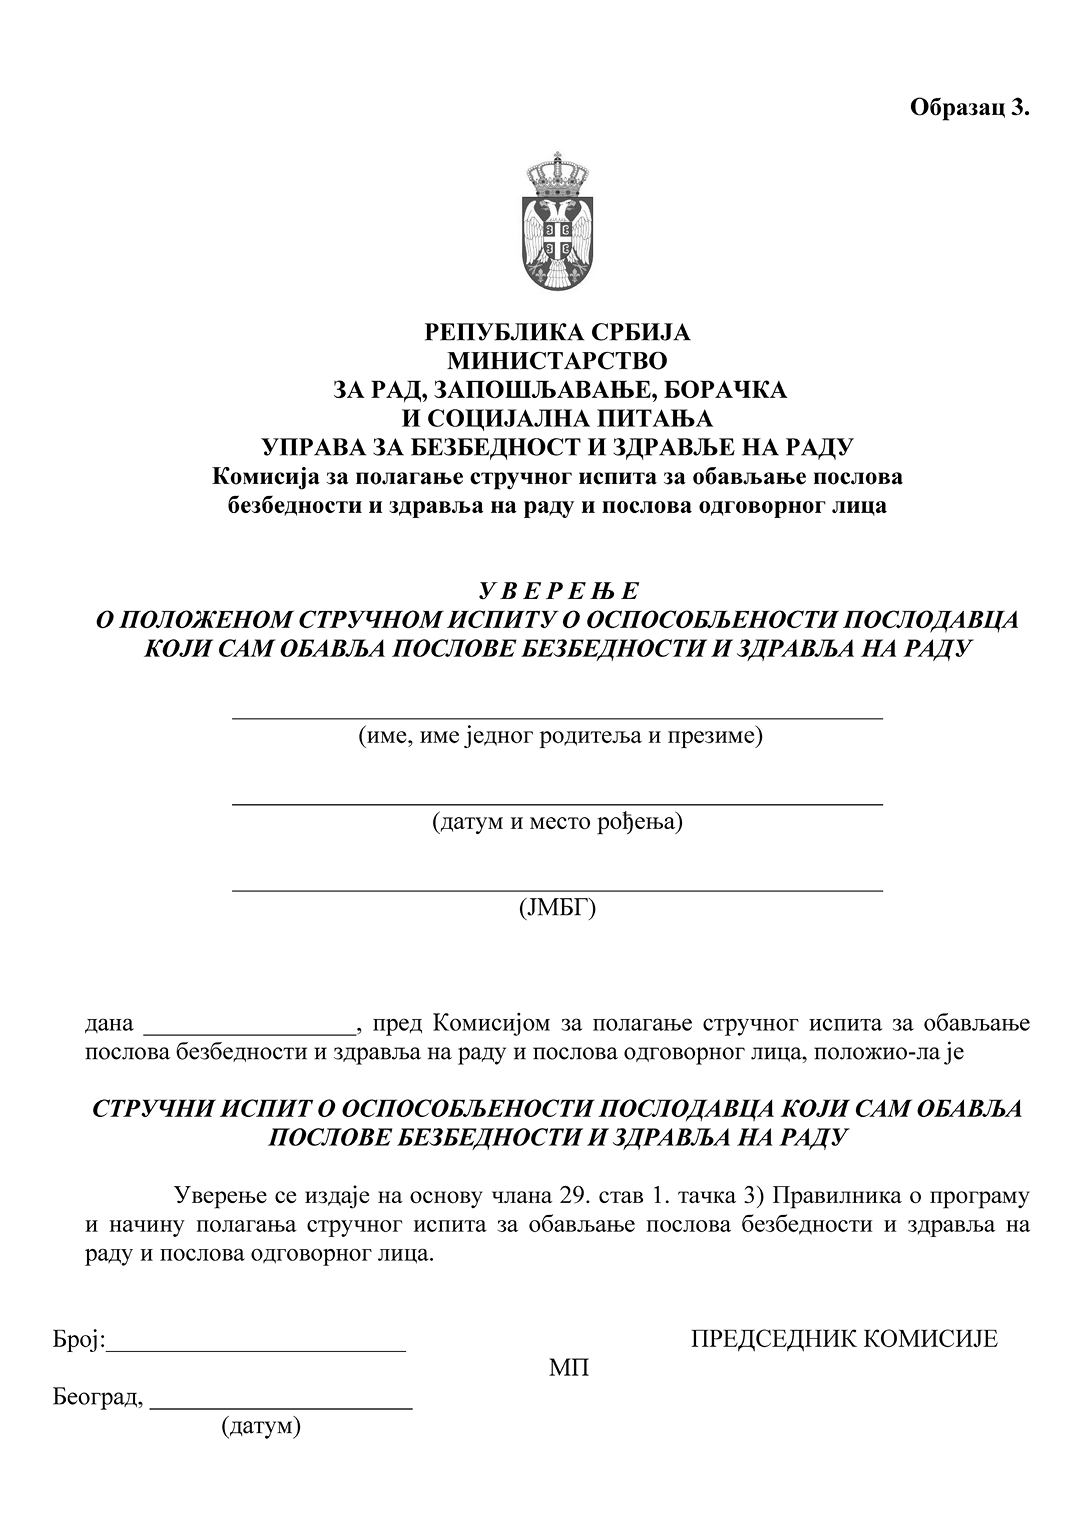 Образац 3.
РЕПУБЛИКА СРБИЈА
МИНИСТАРСТВО
ЗА РАД, ЗАПОШЉАВАЊЕ, БОРАЧКА
И СОЦИЈАЛНА ПИТАЊА
УПРАВА ЗА БЕЗБЕДНОСТ И ЗДРАВЉЕ НА РАДУ
Комисија за полагање стручног испита за обављање послова
безбедности и здравља на раду и послова одговорног лица
У В Е Р Е Њ Е
О ПОЛОЖЕНОМ СТРУЧНОМ ИСПИТУ О ОСПОСОБЉЕНОСТИ ПОСЛОДАВЦА
КОЈИ САМ ОБАВЉА ПОСЛОВЕ БЕЗБЕДНОСТИ И ЗДРАВЉА НА РАДУ
(име, име једног родитеља и презиме)
(датум и место рођења)
(ЈМБГ)
дана _________________, пред Комисијом за полагање стручног испита за обављање
послова безбедности и здравља на раду и послова одговорног лица, положио-ла је
СТРУЧНИ ИСПИТ О ОСПОСОБЉЕНОСТИ ПОСЛОДАВЦА КОЈИ САМ ОБАВЉА
ПОСЛОВЕ БЕЗБЕДНОСТИ И ЗДРАВЉА НА РАДУ
Уверење се издаје на основу члана 29. став 1. тачка 3) Правилника о програму
и начину полагања стручног испита за обављање послова безбедности и здравља на
раду и послова одговорног лица.
Број:________________________ ПРЕДСЕДНИК КОМИСИЈЕ
МП
Београд, _____________________
(датум)